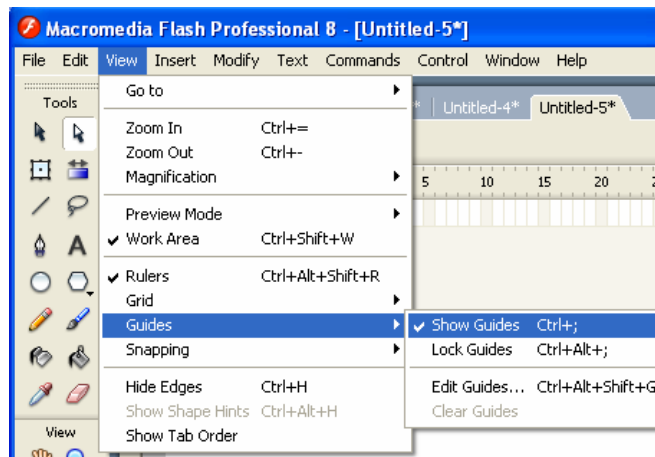 Macromedia Flash Professional 8 - [Untitled-5*]
File Edit View Insert Modify Text Commands Control Window Help
Tools
Go to
* Untitled-4* Untitled-5*
Zoom In Ctrl+=
Zoom Out Ctrl+-
Magnification
5 10 15 20
Preview Mode
Work Area Ctrl+Shift+W
Rulers Ctrl+Alt+Shift+R
Grid
Guides
Show Guides Ctrl+;
Snapping
Lock Guides Ctrl+Alt+;
Hide Edges Ctrl+H
Edit Guides... Ctrl+Alt+Shift+G
Show Shape Hints Ctrl+Alt+H
Clear Guides
View
Show Tab Order